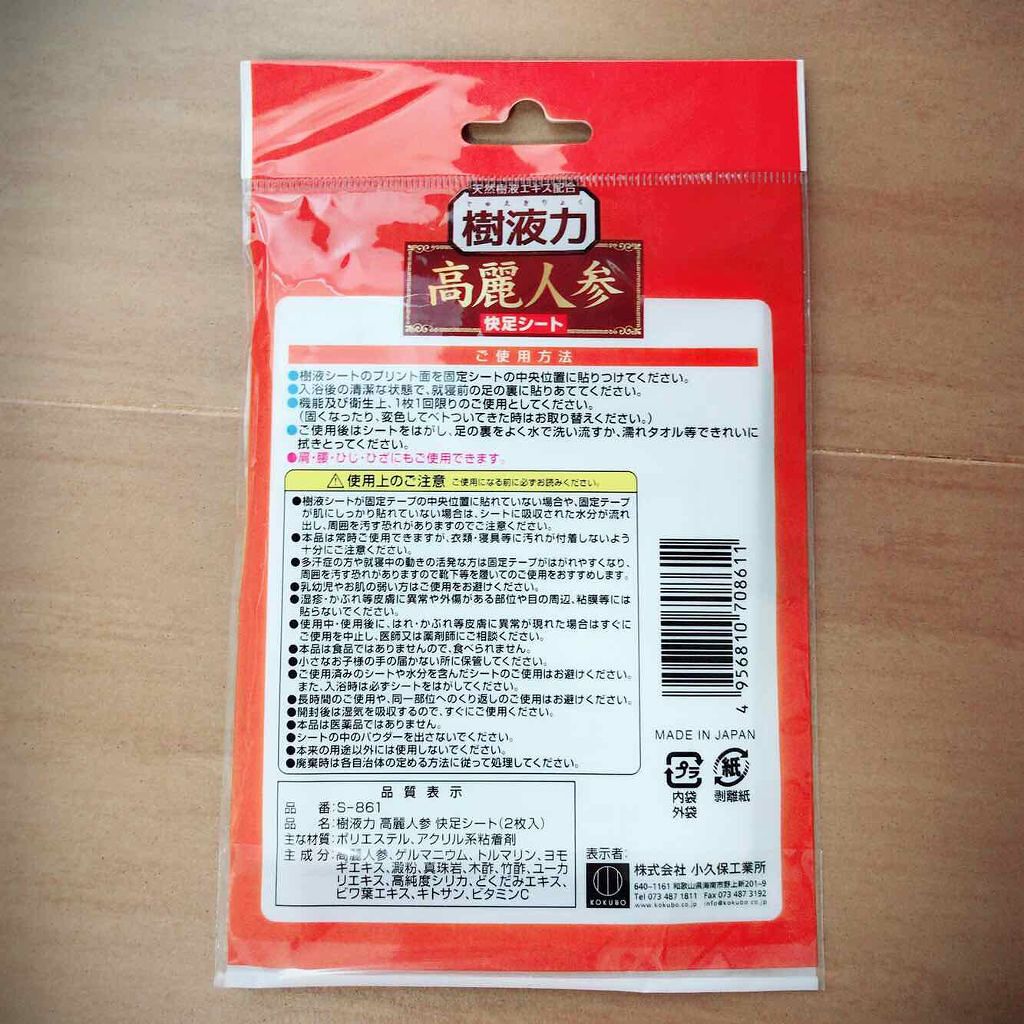 天然樹液エキス配合
じゅえきりょく
樹液力
高麗人参
快足シート
ご使用方法
●樹液シートのプリント面を固定シートの中央位置に貼りつけてください。
●入浴後の清潔な状態で、就寝前の足の裏に貼りあててください。
●機能及び衛生上、1枚1回限りのご使用としてください。
(固くなったり、変色してベトついてきた時はお取り替えください。)
●ご使用後はシートをはがし、足の裏をよく水で洗い流すか、濡れタオル等できれいに
拭きとってください。
●肩・腰・ひじ・ひざにもご使用できます。
⚠使用上のご注意 ご使用になる前に必ずお読みください。
●樹液シートが固定テープの中央位置に貼れていない場合や、固定テープ
が肌にしっかり貼れていない場合は、シートに吸収された水分が流れ
出し、周囲を汚す恐れがありますのでご注意ください。
●本品は常時ご使用できますが、衣類・寝具等に汚れが付着しないよう
十分にご注意ください。
●多汗症の方や就寝中の動きの活発な方は固定テープがはがれやすくなり、
周囲を汚す恐れがありますので靴下等を履いてのご使用をおすすめします。
●乳幼児やお肌の弱い方はご使用をお避けください。
●湿疹・かぶれ等皮膚に異常や外傷がある部位や目の周辺、粘膜等には
貼らないでください。
●使用中・使用後に、はれ・かぶれ等皮膚に異常が現れた場合はすぐに
ご使用を中止し、医師又は薬剤師にご相談ください。
●本品は食品ではありませんので、食べられません。
●小さなお子様の手の届かない所に保管してください。
●ご使用済みのシートや水分を含んだシートのご使用はお避けください。
また、入浴時は必ずシートをはがしてください。
●長時間のご使用や、同一部位へのくり返しのご使用はお避けください。
●開封後は湿気を吸収するので、すぐにご使用ください。
●本品は医薬品ではありません。
●シートの中のパウダーを出さないでください。
●本来の用途以外には使用しないでください。
●廃棄時は各自治体の定める方法に従って処理してください。
4 956810 708611
MADE IN JAPAN
プラ
紙
内袋
外袋
剥離紙
品質表示
品 番:S-861
品 名:樹液力 高麗人参 快足シート(2枚入)
主な材質:ポリエステル、アクリル系粘着剤
主 成 分:高麗人参、ゲルマニウム、トルマリン、ヨモ
ギエキス、澱粉、真珠岩、木酢、竹酢、ユーカ
リエキス、高純度シリカ、どくだみエキス、
ビワ葉エキス、キトサン、ビタミンC
表示者:
KOKUBO
株式会社 小久保工業所
640-1161 和歌山県海南市野上新201-9
Tel 073 487 1811 Fax 073 487 3192
www.kokubo.co.jp info@kokubo.co.jp